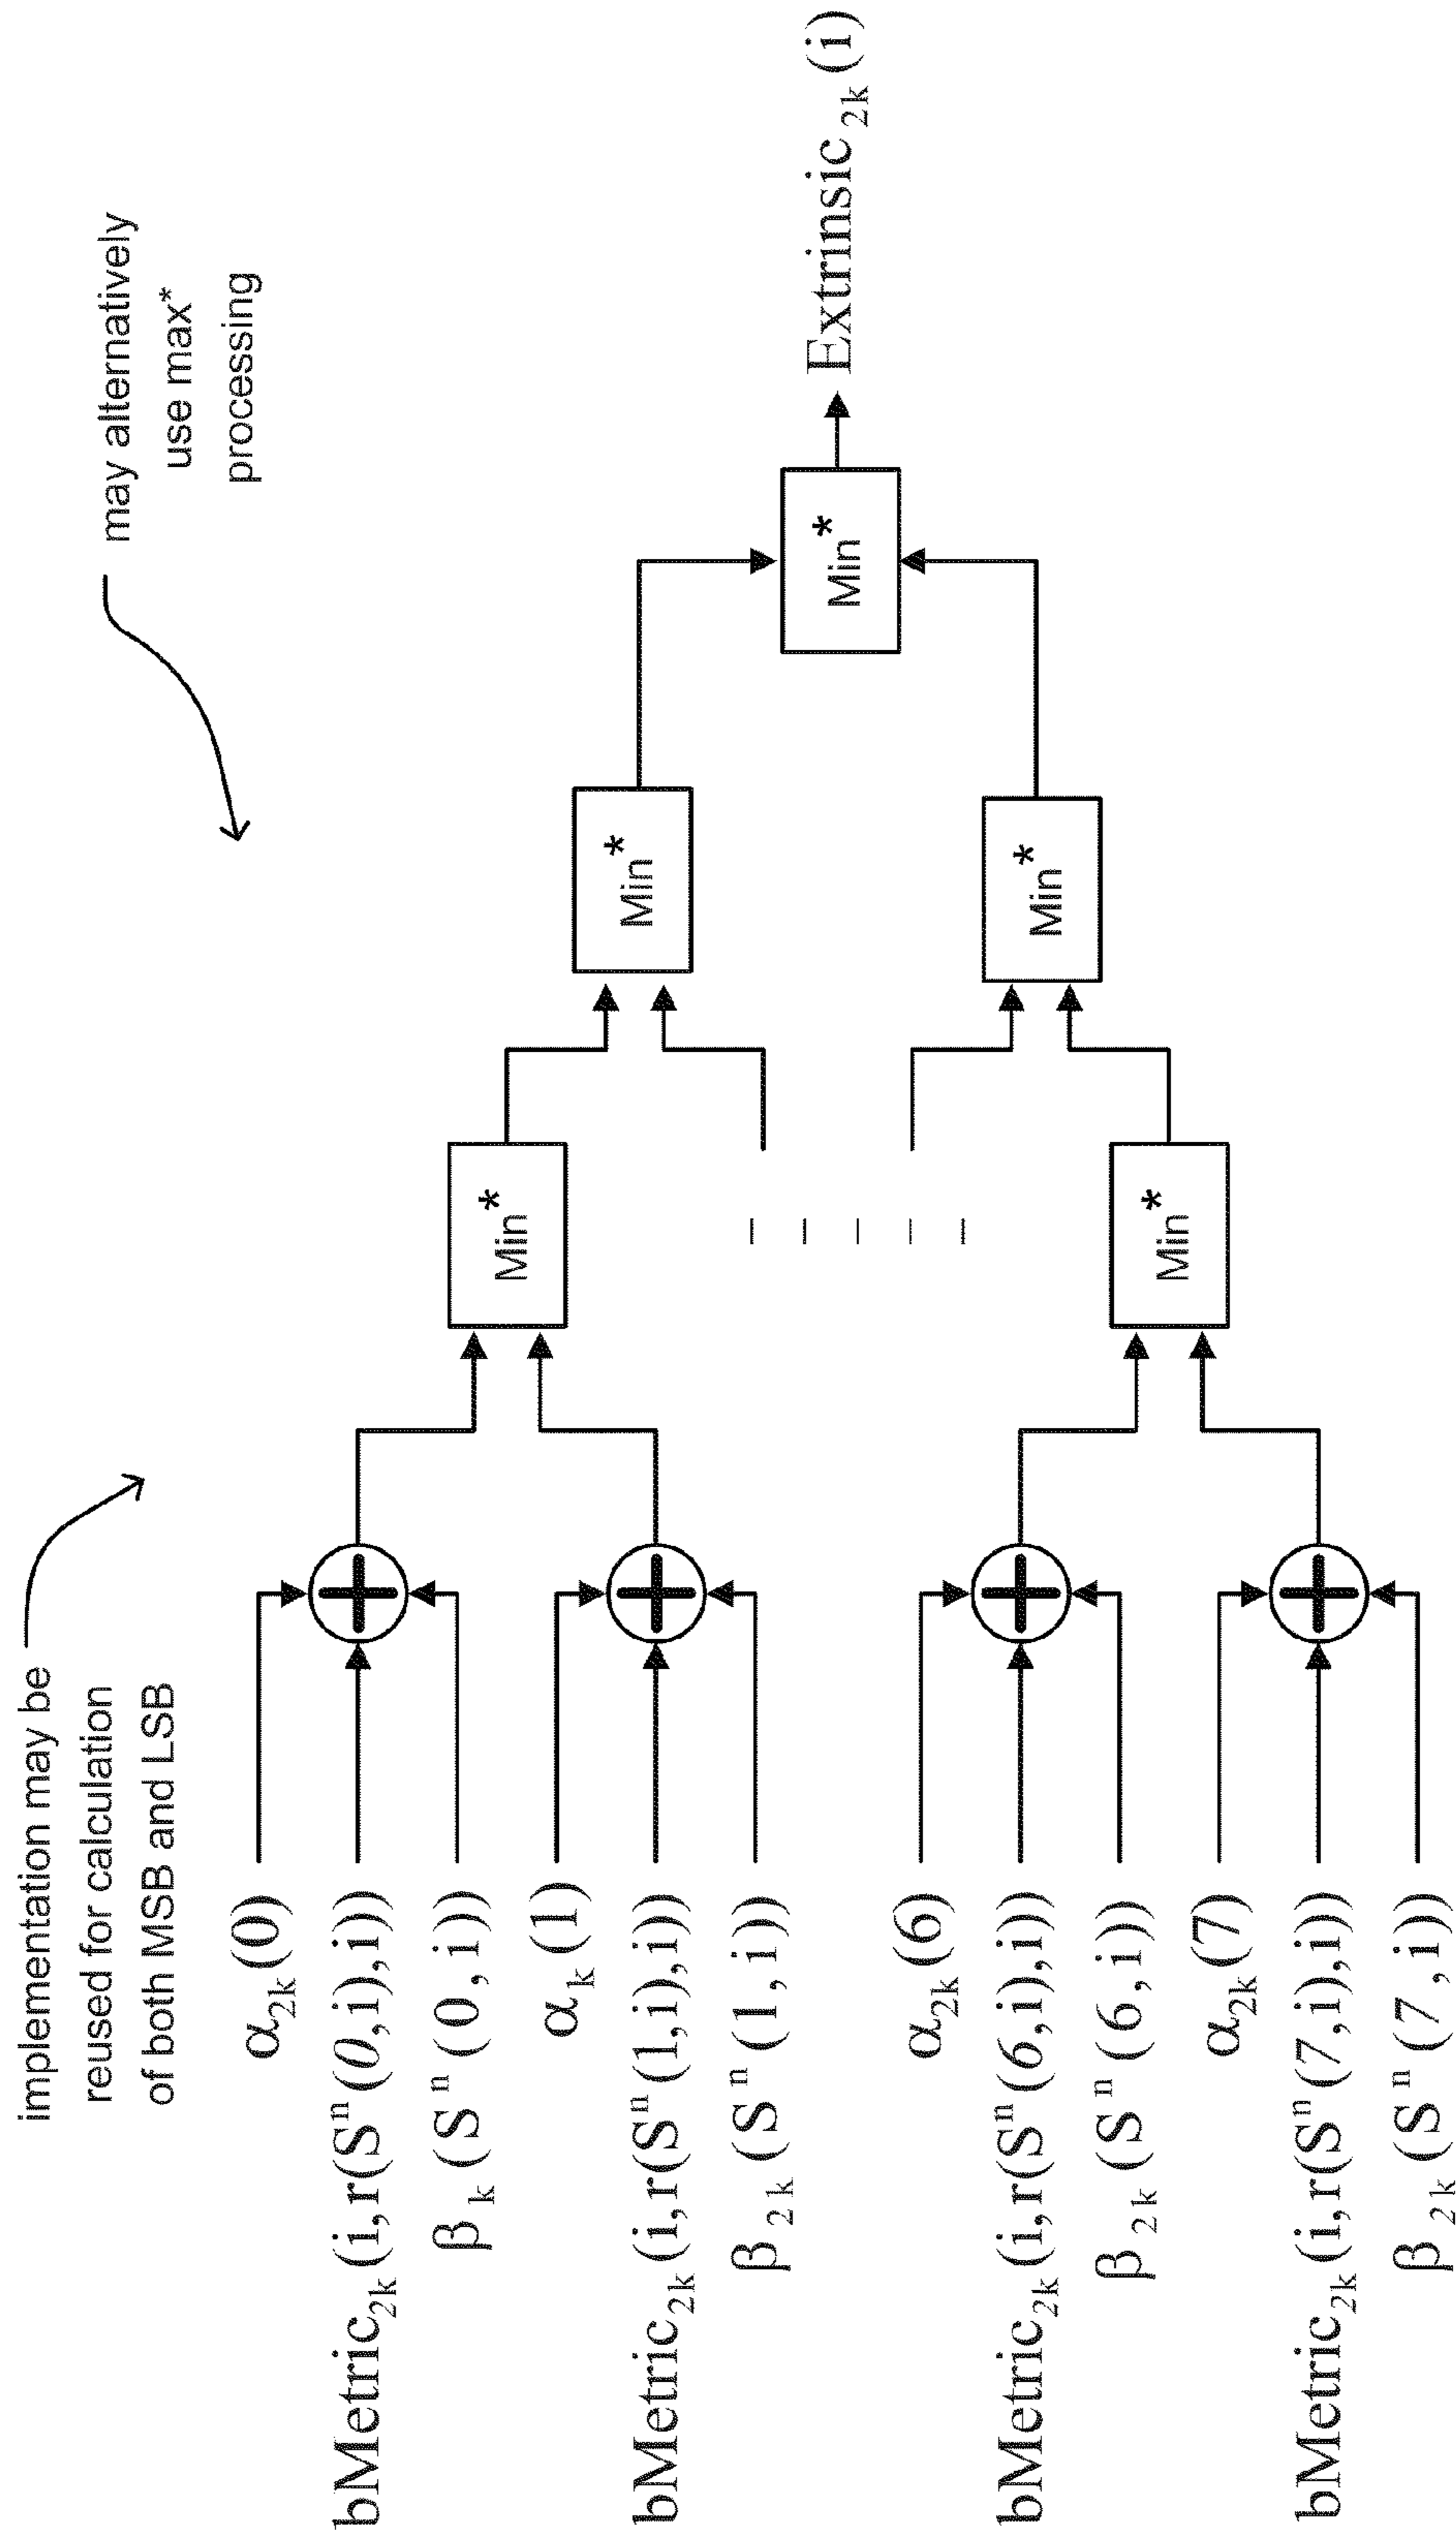 implementation may be
reused for calculation
of both MSB and LSB
may alternatively
use max*
processing
α₂ₖ(0)
bMetric₂ₖ(i,r(Sⁿ(0,i),i))
βₖ(Sⁿ(0,i))
αₖ(1)
bMetric₂ₖ(i,r(Sⁿ(1,i),i))
β₂ₖ(Sⁿ(1,i))
α₂ₖ(6)
bMetric₂ₖ(i,r(Sⁿ(6,i),i))
β₂ₖ(Sⁿ(6,i))
α₂ₖ(7)
bMetric₂ₖ(i,r(Sⁿ(7,i),i))
β₂ₖ(Sⁿ(7,i))
Min*
Min*
Min*
Min*
Min*
Extrinsic₂ₖ(i)